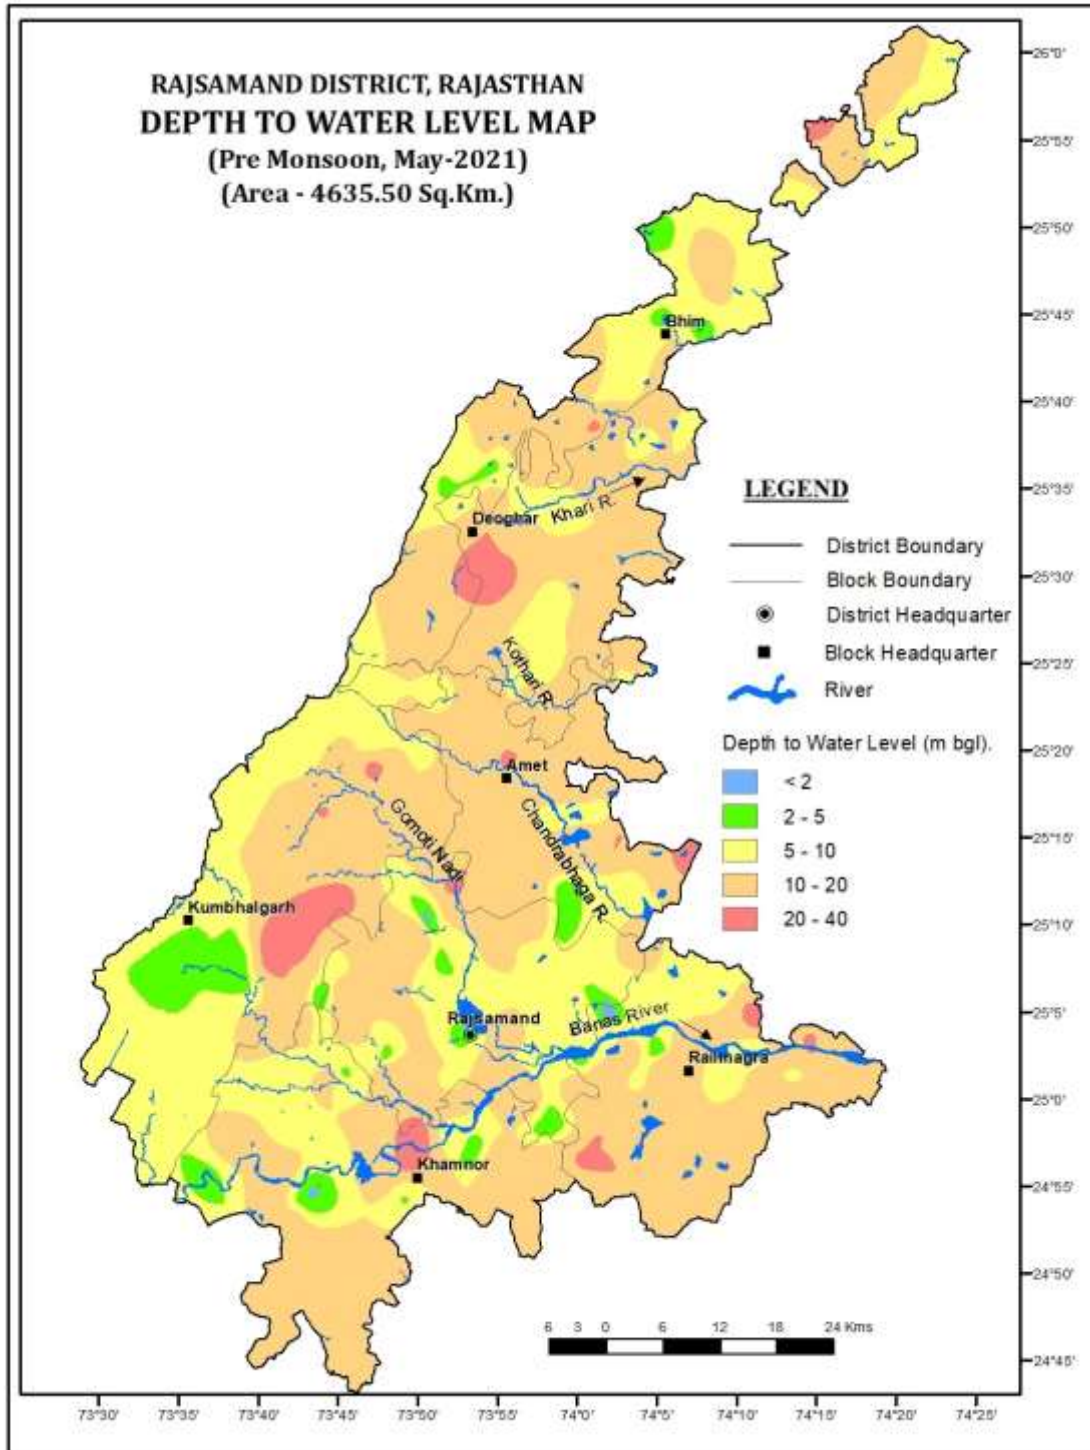 RAJSAMAND DISTRICT, RAJASTHAN
DEPTH TO WATER LEVEL MAP
(Pre Monsoon, May-2021)
(Area - 4635.50 Sq.Km.)
26°0'
25°55'
25°50'
25°45'
25°40'
25°35'
25°30'
25°25'
25°20'
25°15'
25°10'
25°5'
25°0'
24°55'
24°50'
24°45'
Bhim
Khari R.
Deoghar
Kothari R.
Amet
Gomoti Nadi
Chandrabhaga R.
Kumbhalgarh
Rajsamand
Banas River
Railmagra
Khamnor
LEGEND
District Boundary
Block Boundary
District Headquarter
Block Headquarter
River
Depth to Water Level (m bgl).
< 2
2 - 5
5 - 10
10 - 20
20 - 40
6 3 0 6 12 18 24 Kms
73°30' 73°35' 73°40' 73°45' 73°50' 73°55' 74°0' 74°5' 74°10' 74°15' 74°20' 74°25'